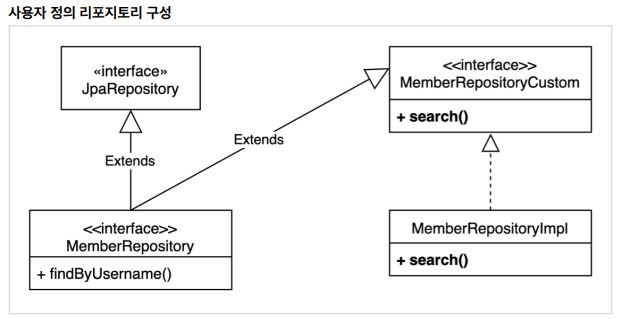 사용자 정의 리포지토리 구성
«interface»
JpaRepository
<<interface>>
MemberRepositoryCustom
+ search()
Extends
Extends
<<interface>>
MemberRepository
+ findByUsername()
MemberRepositoryImpl
+ search()